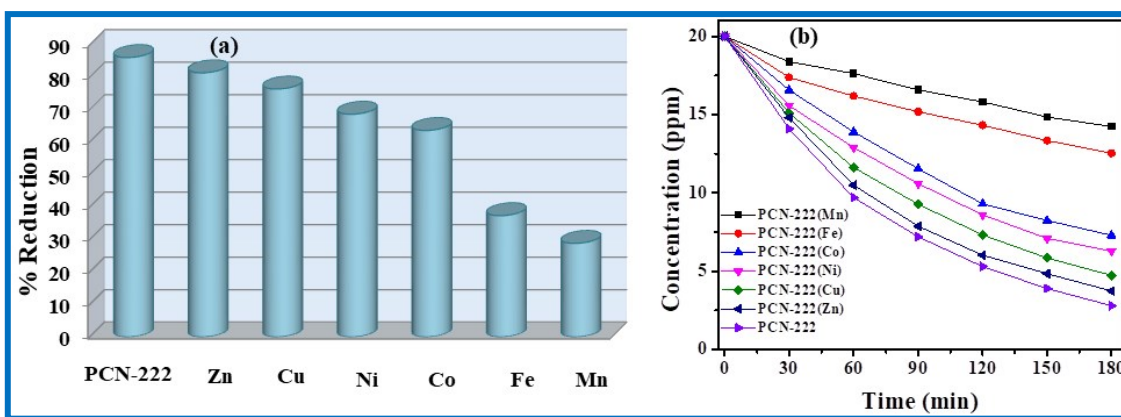 (a)
% Reduction
90
80
70
60
50
40
30
20
10
0
PCN-222 Zn Cu Ni Co Fe Mn
(b)
Concentration (ppm)
20
15
10
5
0
PCN-222(Mn)
PCN-222(Fe)
PCN-222(Co)
PCN-222(Ni)
PCN-222(Cu)
PCN-222(Zn)
PCN-222
0 30 60 90 120 150 180
Time (min)